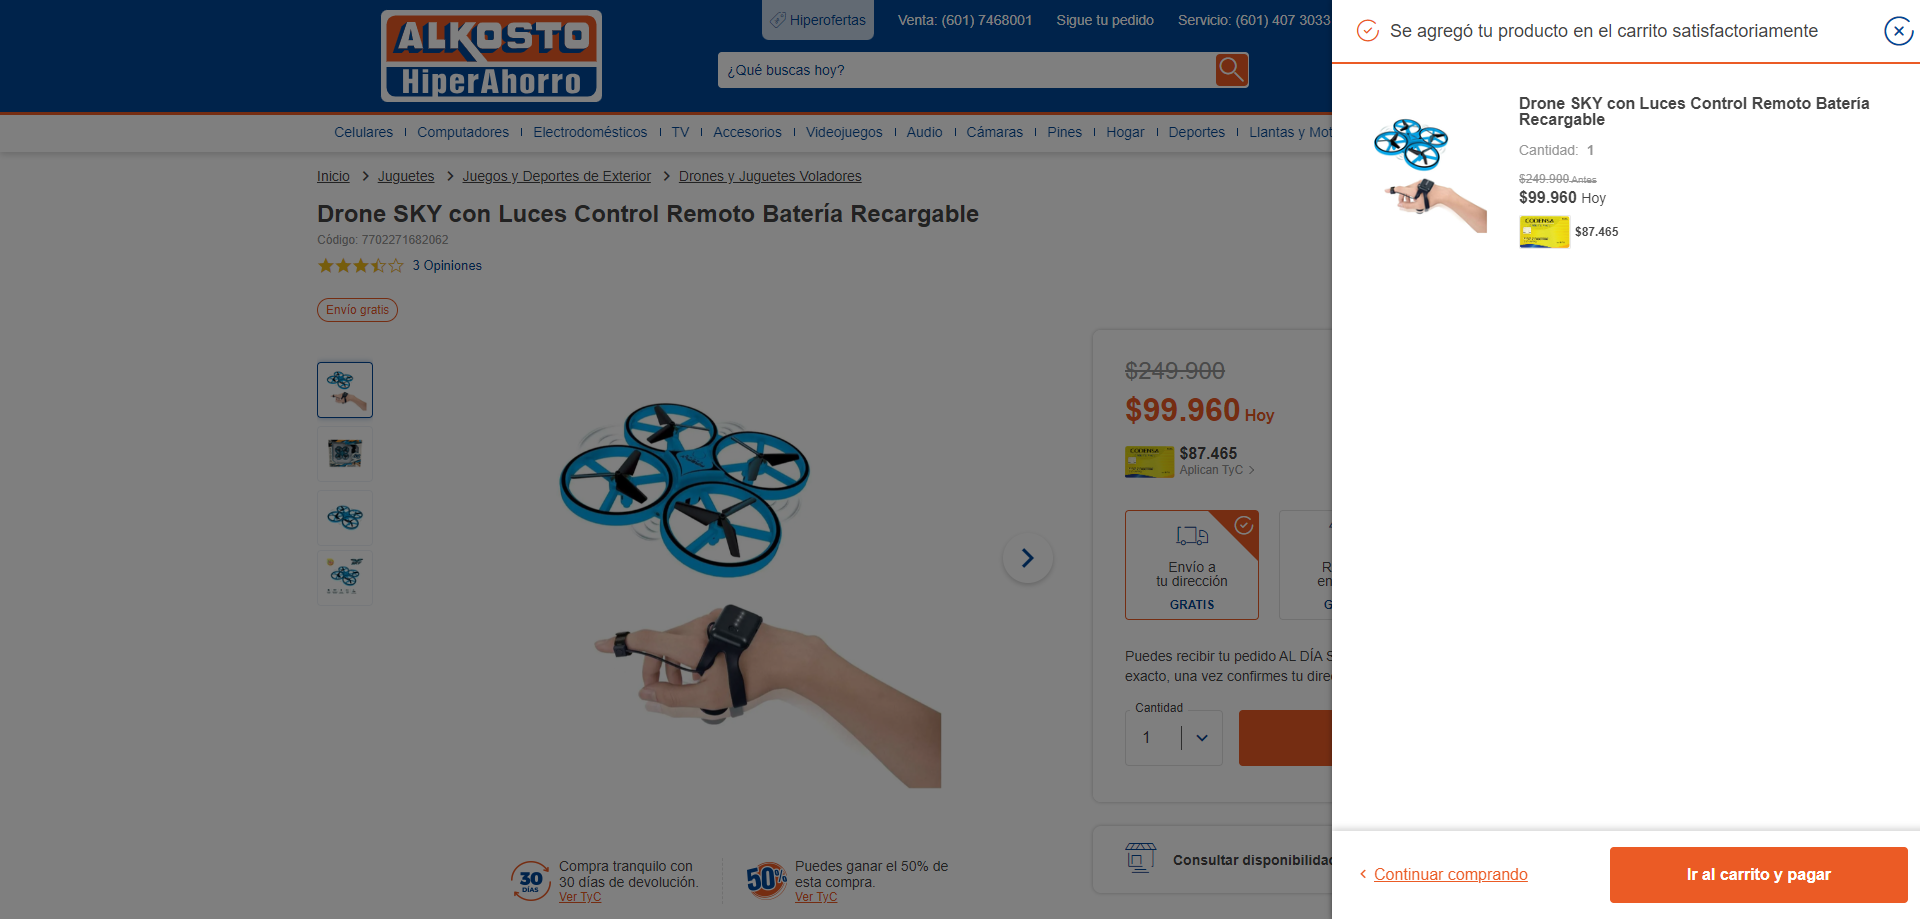 ALKOSTO
HiperAhorro
Hiperofertas
Venta: (601) 7468001
Sigue tu pedido
Servicio: (601) 407 3033
¿Qué buscas hoy?
Celulares
Computadores
Electrodomésticos
TV
Accesorios
Videojuegos
Audio
Cámaras
Pines
Hogar
Deportes
Llantas y Mot
Inicio
Juguetes
Juegos y Deportes de Exterior
Drones y Juguetes Voladores
Drone SKY con Luces Control Remoto Batería Recargable
Código: 7702271682062
3 Opiniones
Envío gratis
$249.900
$99.960 Hoy
CODENSA
$87.465
Aplican TyC
Envío a
tu dirección
GRATIS
R
en
G
Puedes recibir tu pedido AL DÍA S
exacto, una vez confirmes tu dire
Cantidad
1
Consultar disponibilidad
30
DÍAS
Compra tranquilo con
30 días de devolución.
Ver TyC
50%
Puedes ganar el 50% de
esta compra.
Ver TyC
Se agregó tu producto en el carrito satisfactoriamente
Drone SKY con Luces Control Remoto Batería
Recargable
Cantidad: 1
$249.900 Antes
$99.960 Hoy
CODENSA
$87.465
Continuar comprando
Ir al carrito y pagar